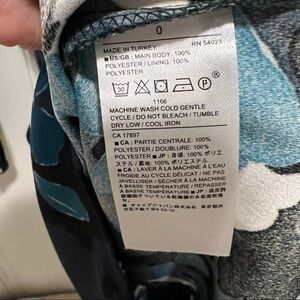 0
MADE IN TURKEY RN 54023
■ US/GB : MAIN BODY: 100%
POLYESTER / LINING: 100%
POLYESTER
30 P
1166
MACHINE WASH COLD GENTLE
CYCLE / DO NOT BLEACH / TUMBLE
DRY LOW / COOL IRON
CA 17897
■ CA : PARTIE CENTRALE: 100%
POLYESTER / DOUBLURE: 100%
POLYESTER ■ JP : 身頃 100% ポリエ
ステル / 裏地 100% ポリエステル
■ CA : LAVER À LA MACHINE À L'EAU
FROIDE AU CYCLE DÉLICAT / NE PAS
JAVELLISER / SÉCHER À LA MACHINE
À BASSE TEMPÉRATURE / REPASSER
À BASSE TEMPÉRATURE ■ JP :